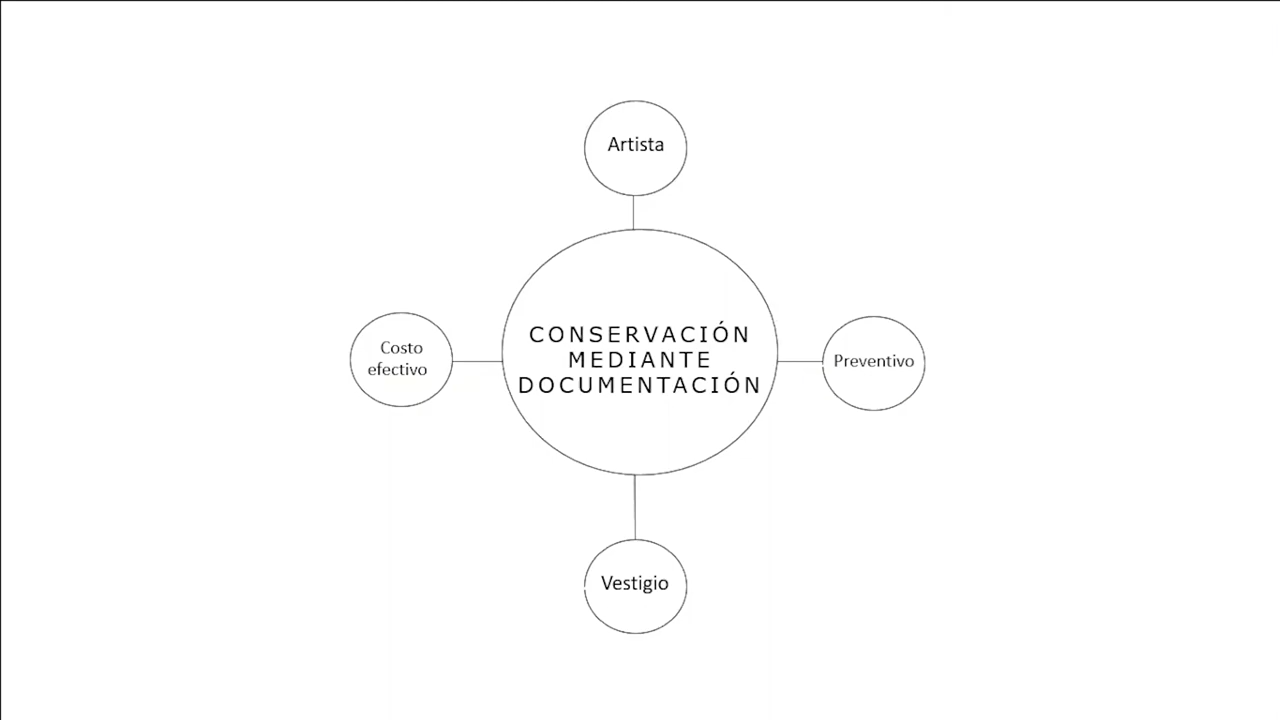 Artista
CONSERVACIÓN
MEDIANTE
DOCUMENTACIÓN
Costo
efectivo
Preventivo
Vestigio